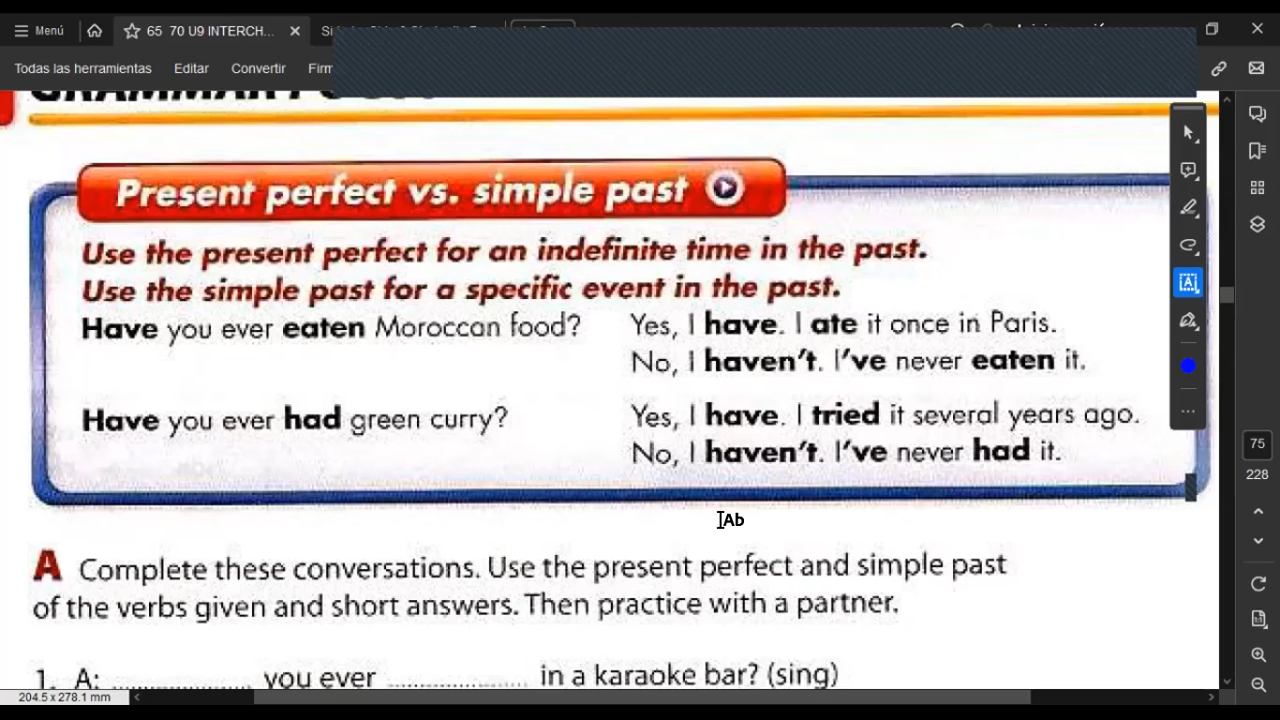 Menú
65 70 U9 INTERCH...
Todas las herramientas Editar Convertir Firm
Present perfect vs. simple past
Use the present perfect for an indefinite time in the past.
Use the simple past for a specific event in the past.
Have you ever eaten Moroccan food? Yes, I have. I ate it once in Paris.
No, I haven't. I've never eaten it.
Have you ever had green curry? Yes, I have. I tried it several years ago.
No, I haven't. I've never had it.
75
228
Ab
A Complete these conversations. Use the present perfect and simple past
of the verbs given and short answers. Then practice with a partner.
1. A: .................... you ever .................... in a karaoke bar? (sing)
204.5 x 278.1 mm